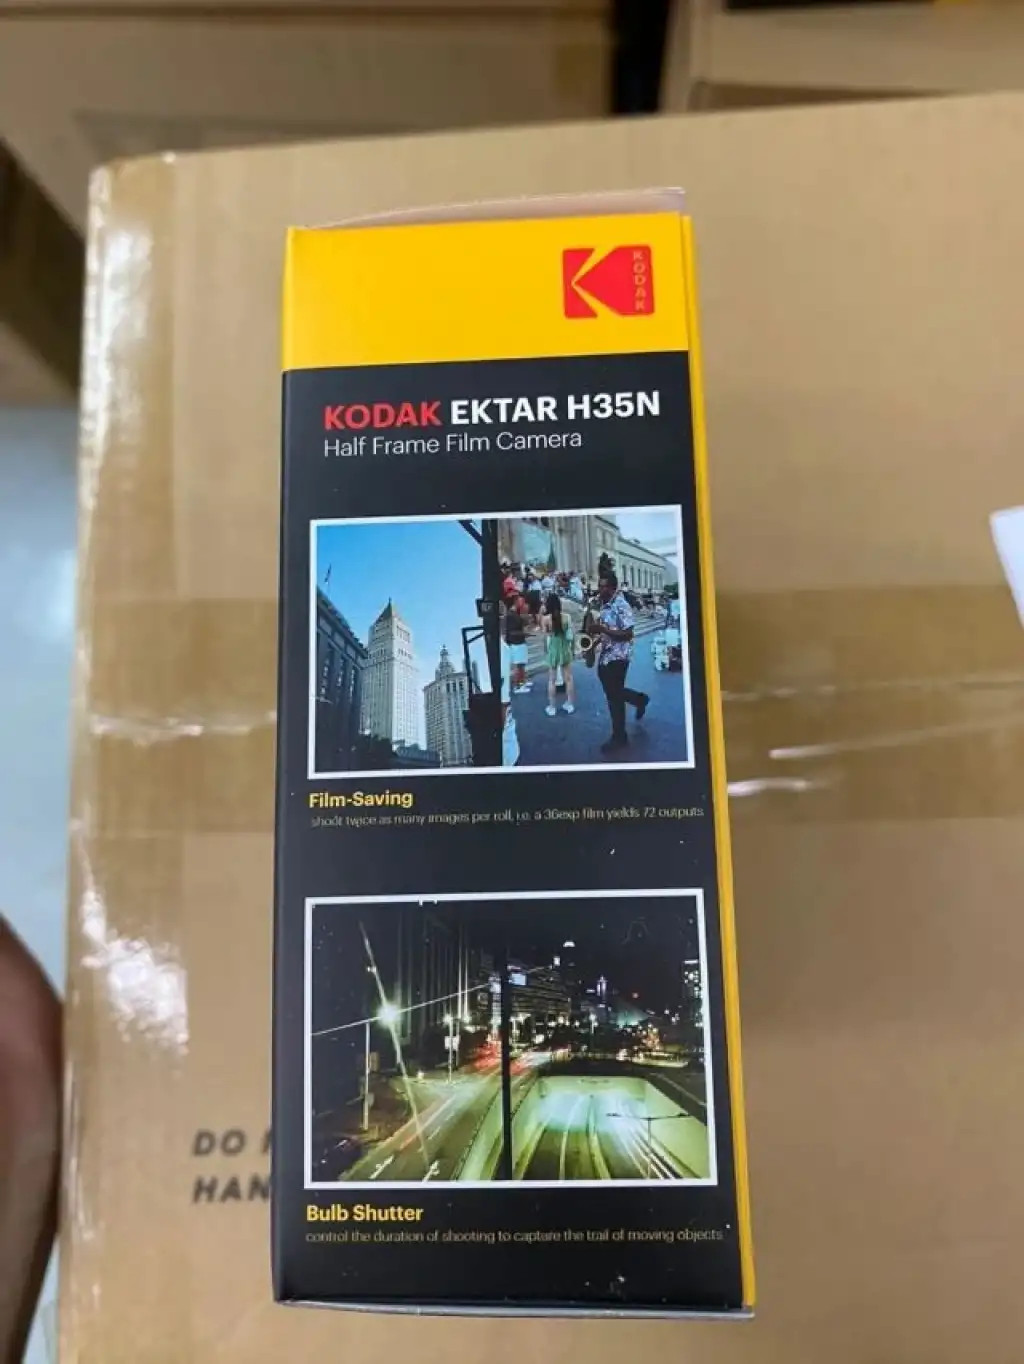 KODAK
KODAK EKTAR H35N
Half Frame Film Camera
Film-Saving
shoot twice as many images per roll, i.e. a 36exp film yields 72 outputs
Bulb Shutter
control the duration of shooting to capture the trail of moving objects
DO
HAN